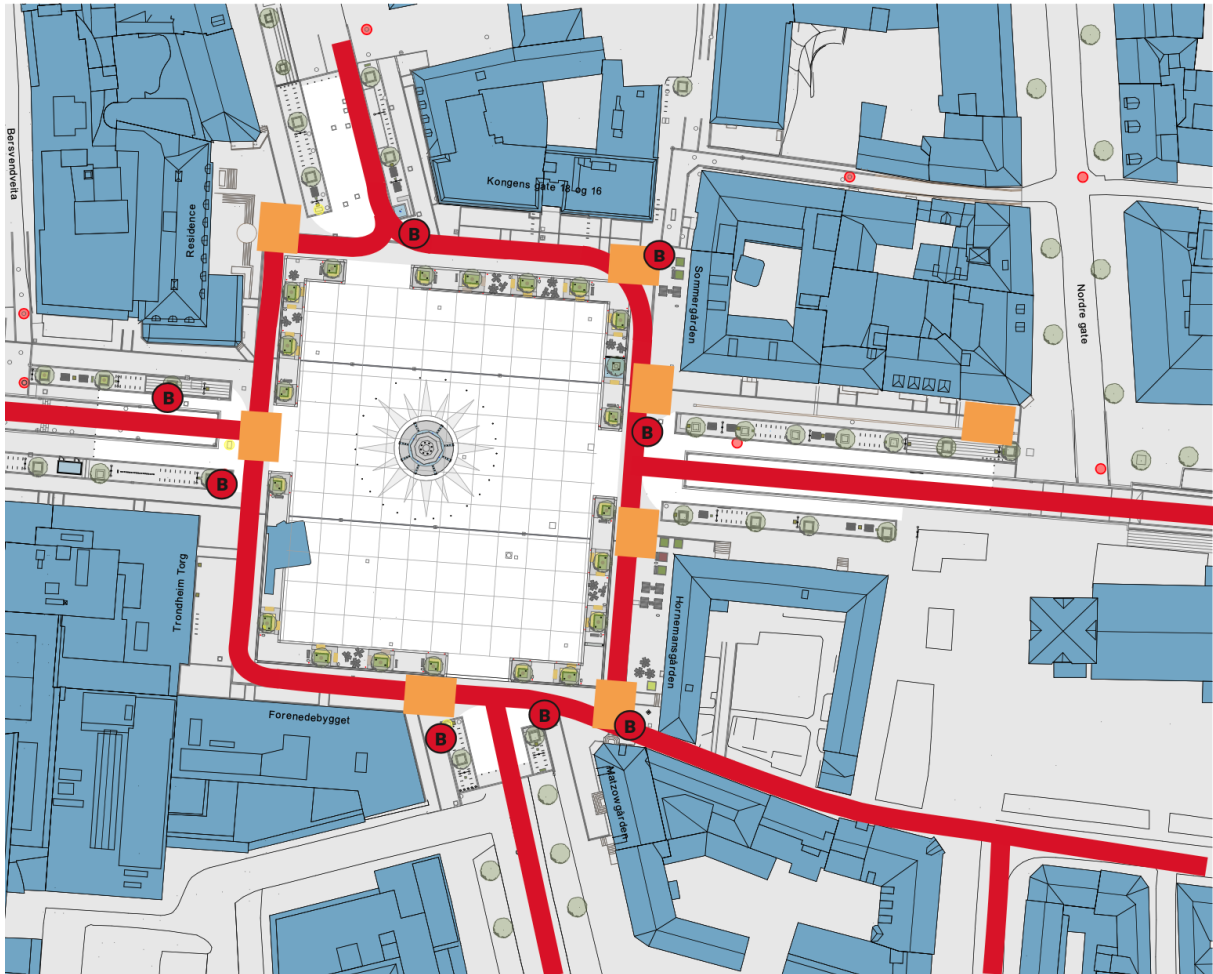 Bersvendveita
Residence
Kongens gate 18 og 16
B
B
Sommergården
Nordre gate
B
B
B
Trondheim Torg
Hornemansgården
Forenedebygget
B
B
B
Matzowgården